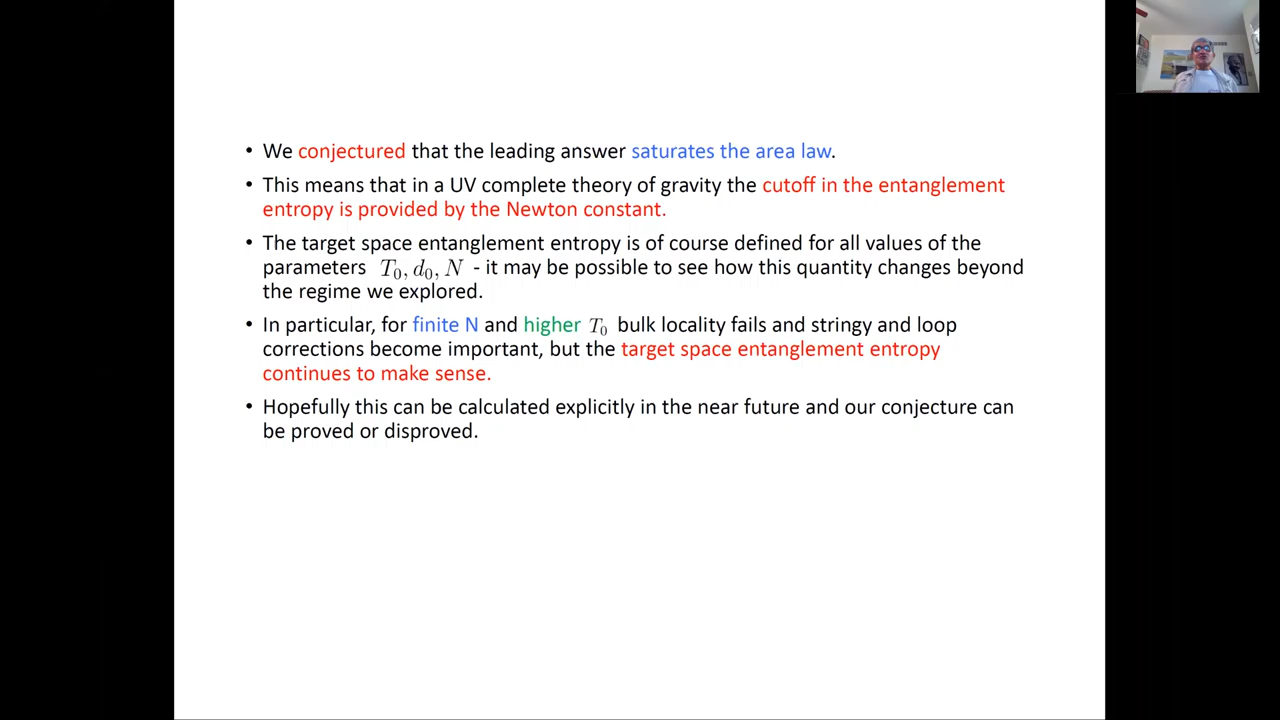 • We conjectured that the leading answer saturates the area law.
• This means that in a UV complete theory of gravity the cutoff in the entanglement
entropy is provided by the Newton constant.
• The target space entanglement entropy is of course defined for all values of the
parameters T₀, d₀, N - it may be possible to see how this quantity changes beyond
the regime we explored.
• In particular, for finite N and higher T₀ bulk locality fails and stringy and loop
corrections become important, but the target space entanglement entropy
continues to make sense.
• Hopefully this can be calculated explicitly in the near future and our conjecture can
be proved or disproved.